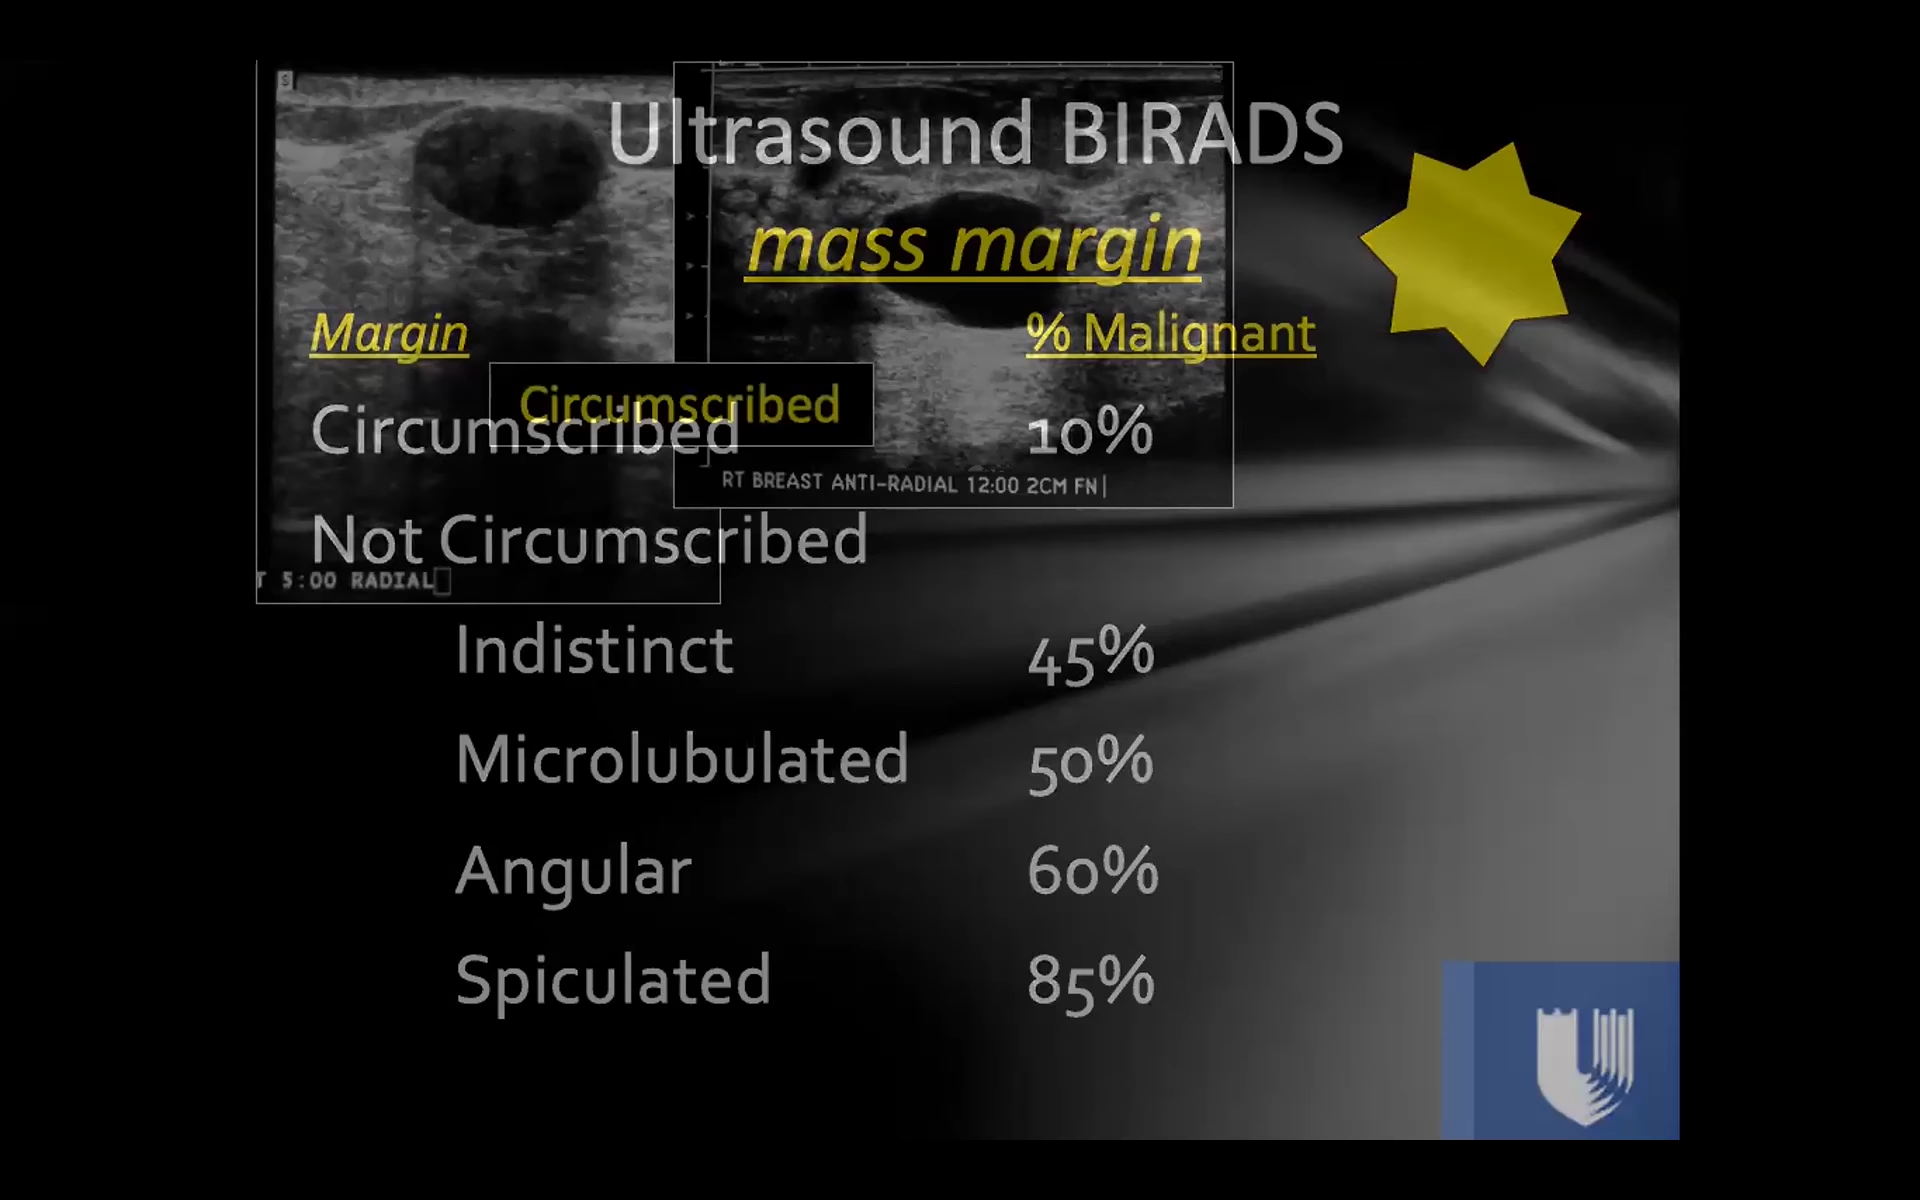 S
Ultrasound BIRADS
mass margin
Margin % Malignant
Circumscribed
Circumscribed 10%
RT BREAST ANTI-RADIAL 12:00 2CM FN
Not Circumscribed
T 5:00 RADIAL
Indistinct 45%
Microlubulated 50%
Angular 60%
Spiculated 85%